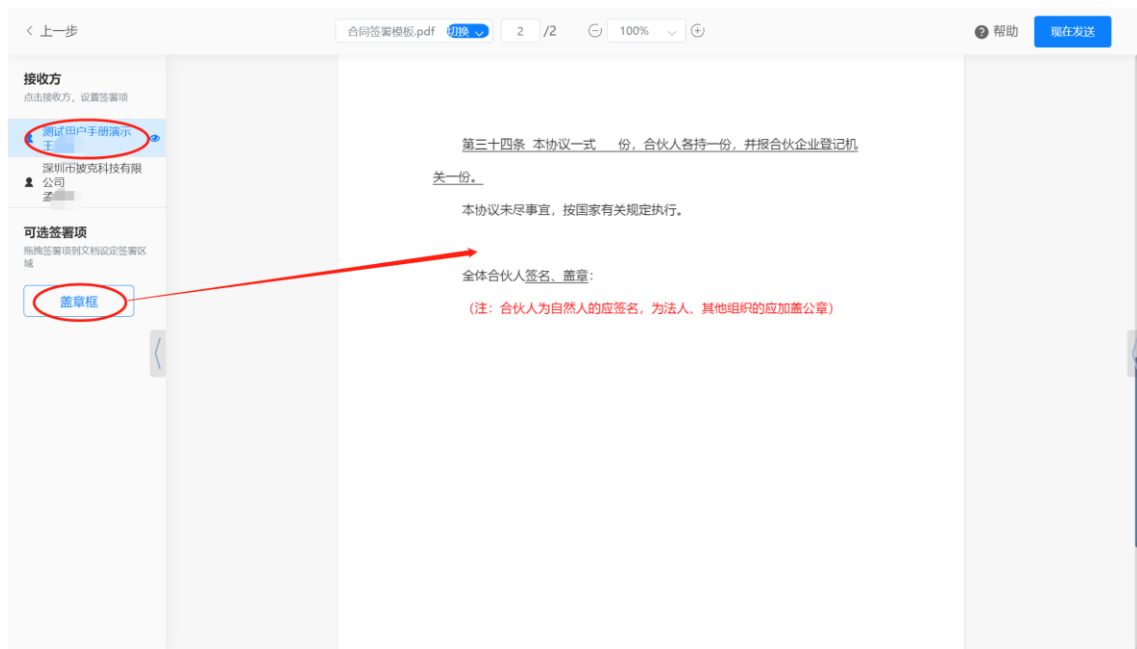 上一步
合同签署模板.pdf 切换 2 /2 100%
帮助 现在发送
接收方
点击接收方，设置签署项
测试用户手册演示
王
深圳市披克科技有限
公司
孟
可选签署项
拖拽签署项到文档设定签署区
域
盖章框
第三十四条 本协议一式 份，合伙人各持一份，并报合伙企业登记机
关一份。
本协议未尽事宜，按国家有关规定执行。
全体合伙人签名、盖章：
（注：合伙人为自然人的应签名，为法人、其他组织的应加盖公章）